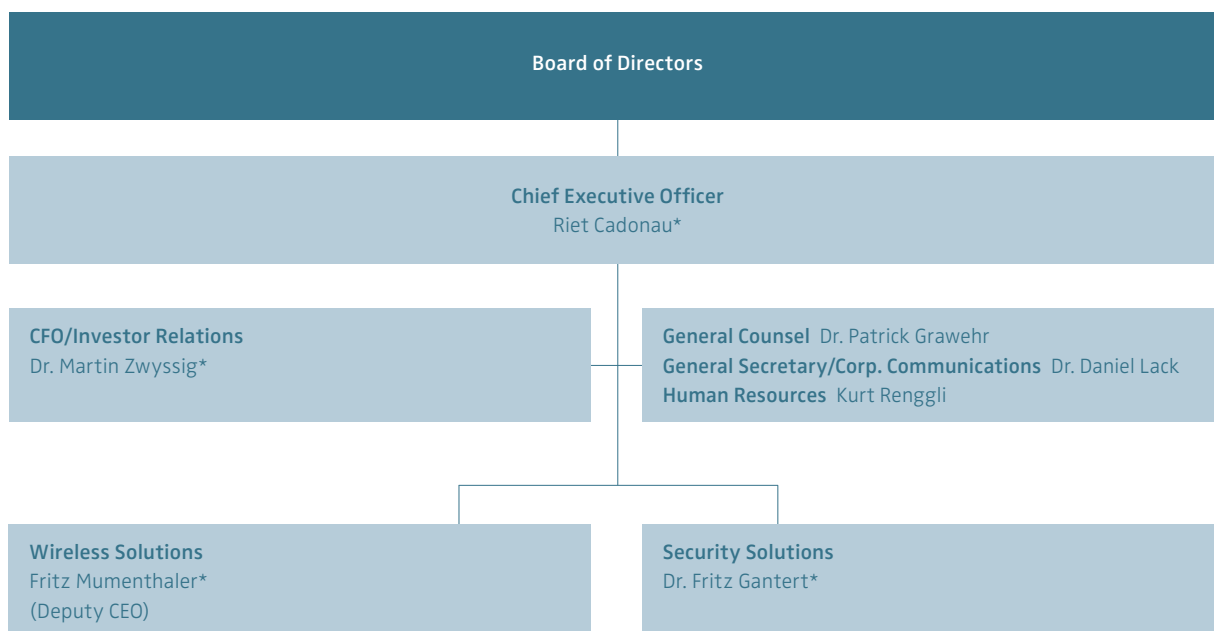 Board of Directors
Chief Executive Officer
Riet Cadonau*
CFO/Investor Relations
Dr. Martin Zwyssig*
General Counsel Dr. Patrick Grawehr
General Secretary/Corp. Communications Dr. Daniel Lack
Human Resources Kurt Renggli
Wireless Solutions
Fritz Mumenthaler*
(Deputy CEO)
Security Solutions
Dr. Fritz Gantert*